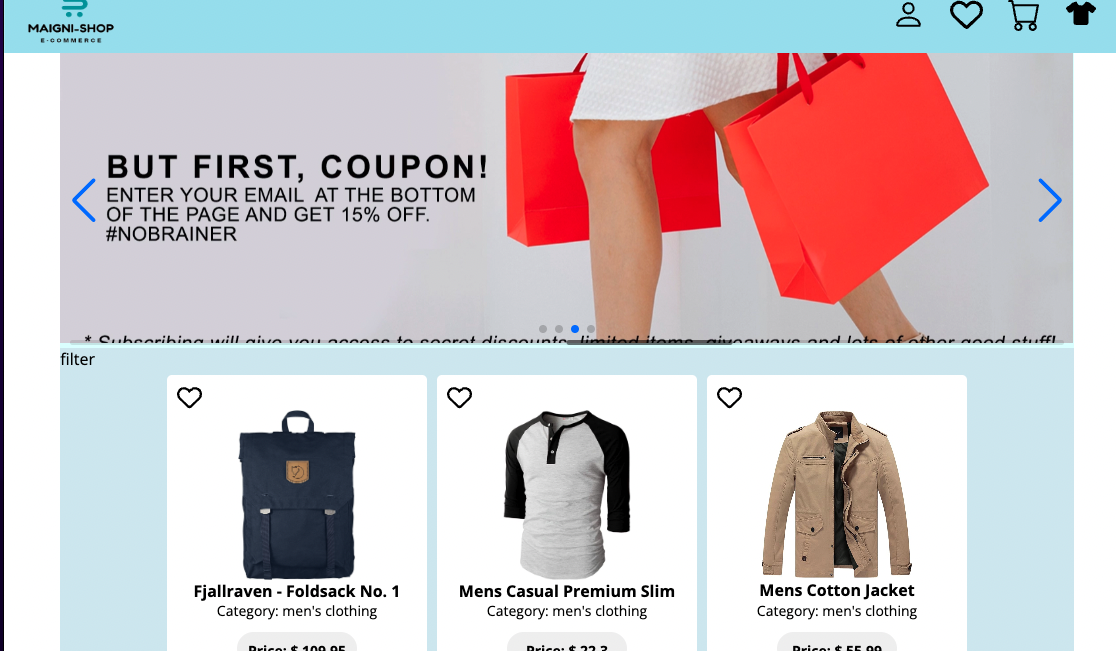 MAIGNI-SHOP
E-COMMERCE
BUT FIRST, COUPON!
ENTER YOUR EMAIL AT THE BOTTOM
OF THE PAGE AND GET 15% OFF.
#NOBRAINER
* Subscribing will give you access to secret discounts, limited items, giveaways and lots of other good stuff!
filter
Fjallraven - Foldsack No. 1
Category: men's clothing
Price: $ 109.95
Mens Casual Premium Slim
Category: men's clothing
Price: $ 22.3
Mens Cotton Jacket
Category: men's clothing
Price: $ 55.99